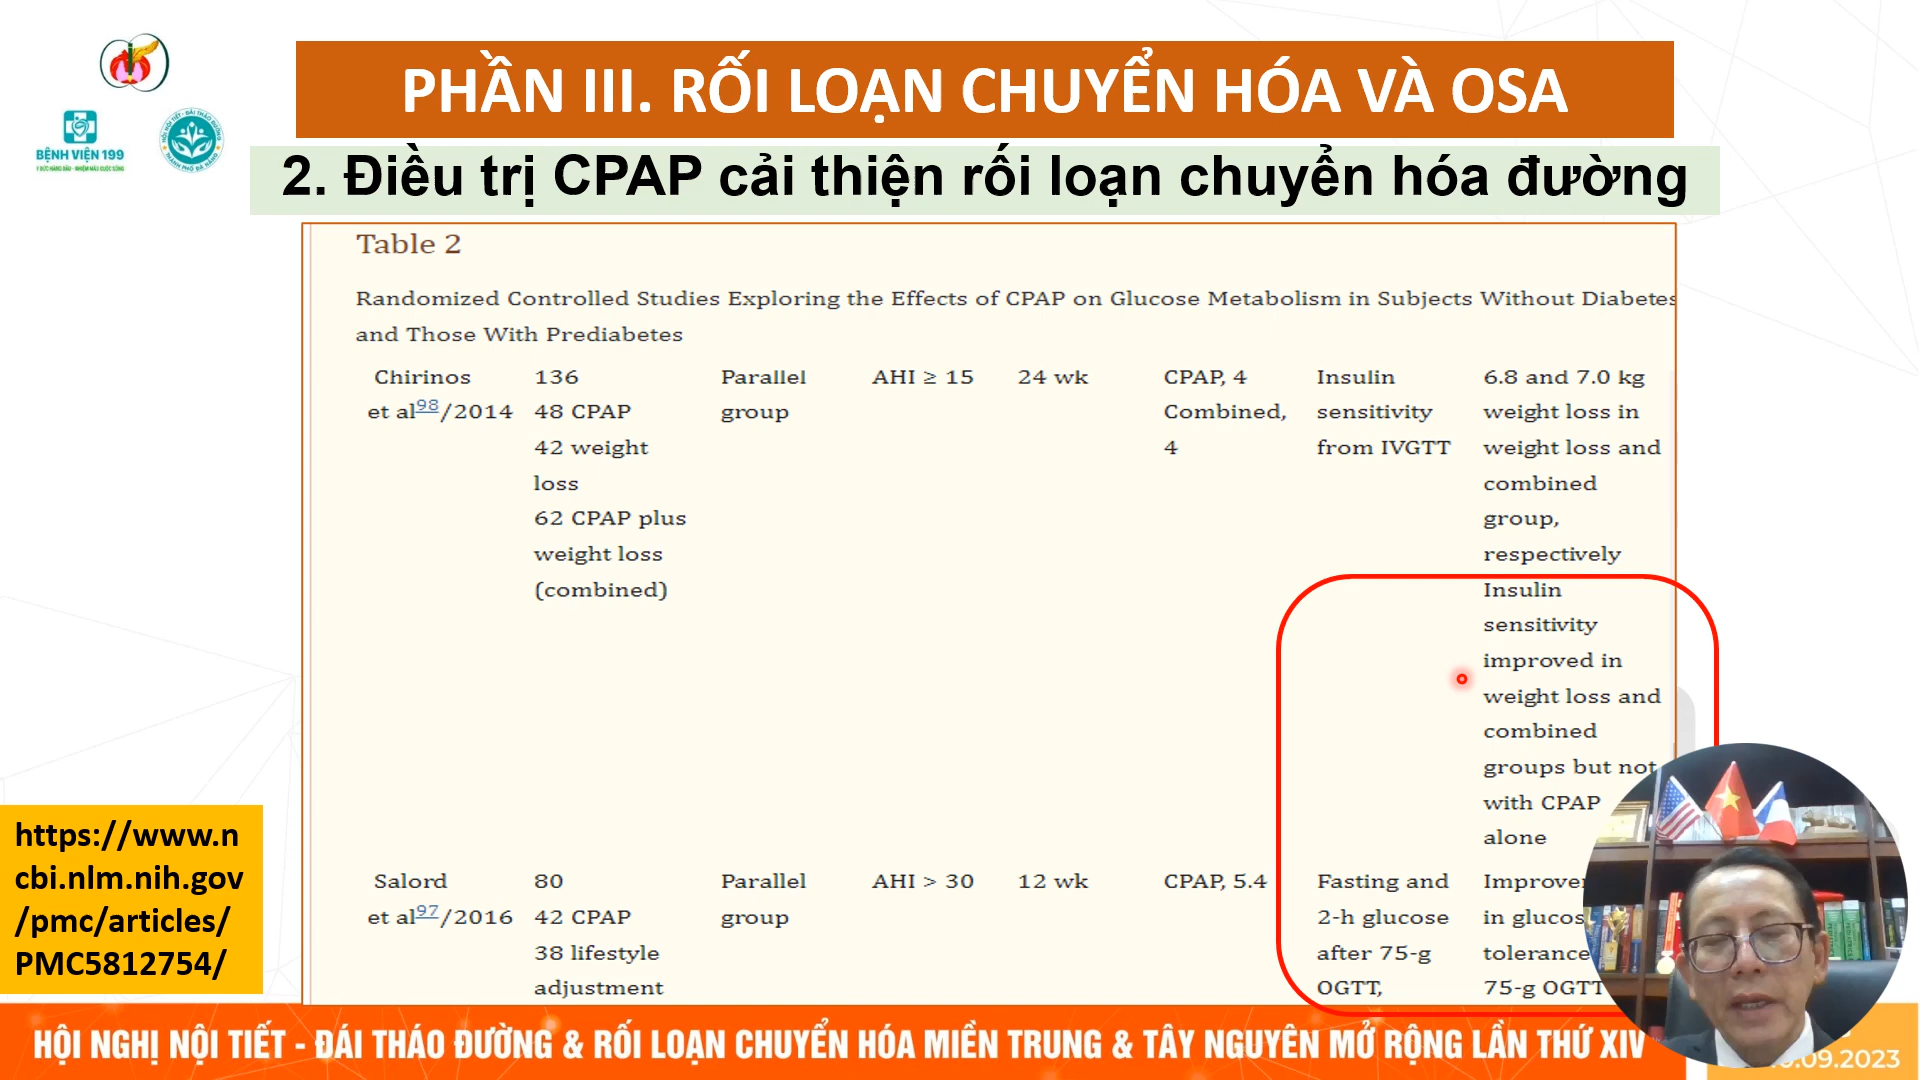 PHẦN III. RỐI LOẠN CHUYỂN HÓA VÀ OSA
BỆNH VIỆN 199
2. Điều trị CPAP cải thiện rối loạn chuyển hóa đường
Table 2
Randomized Controlled Studies Exploring the Effects of CPAP on Glucose Metabolism in Subjects Without Diabetes
and Those With Prediabetes
Chirinos
et al98/2014
136
48 CPAP
42 weight
loss
62 CPAP plus
weight loss
(combined)
Parallel
group
AHI ≥ 15
24 wk
CPAP, 4
Combined,
4
Insulin
sensitivity
from IVGTT
6.8 and 7.0 kg
weight loss in
weight loss and
combined
group,
respectively
Insulin
sensitivity
improved in
weight loss and
combined
groups but not
with CPAP
alone
Salord
et al97/2016
80
42 CPAP
38 lifestyle
adjustment
Parallel
group
AHI > 30
12 wk
CPAP, 5.4
Fasting and
2-h glucose
after 75-g
OGTT,
in
tolerance
75-g OGTT
https://www.n
cbi.nlm.nih.gov
/pmc/articles/
PMC5812754/
HỘI NGHỊ NỘI TIẾT - ĐÁI THÁO ĐƯỜNG & RỐI LOẠN CHUYỂN HÓA MIỀN TRUNG & TÂY NGUYÊN MỞ RỘNG LẦN THỨ XIV
.09.2023